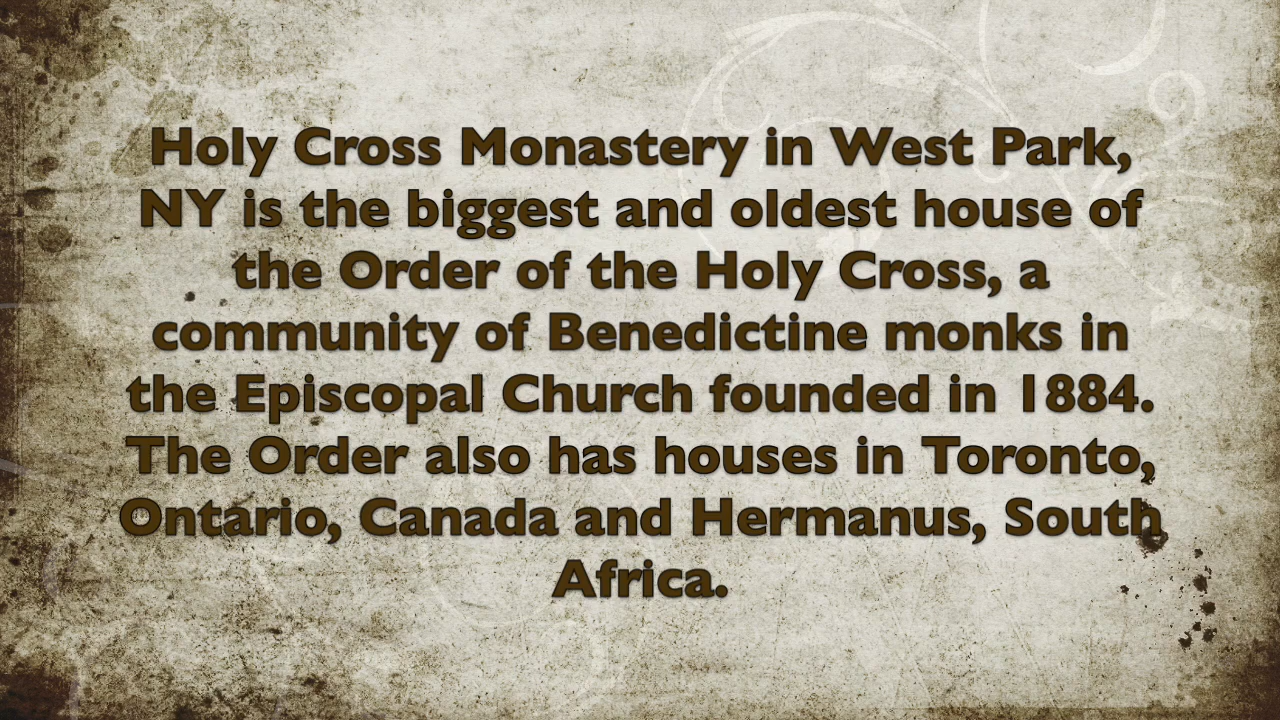 Holy Cross Monastery in West Park,
NY is the biggest and oldest house of
the Order of the Holy Cross, a
community of Benedictine monks in
the Episcopal Church founded in 1884.
The Order also has houses in Toronto,
Ontario, Canada and Hermanus, South
Africa.